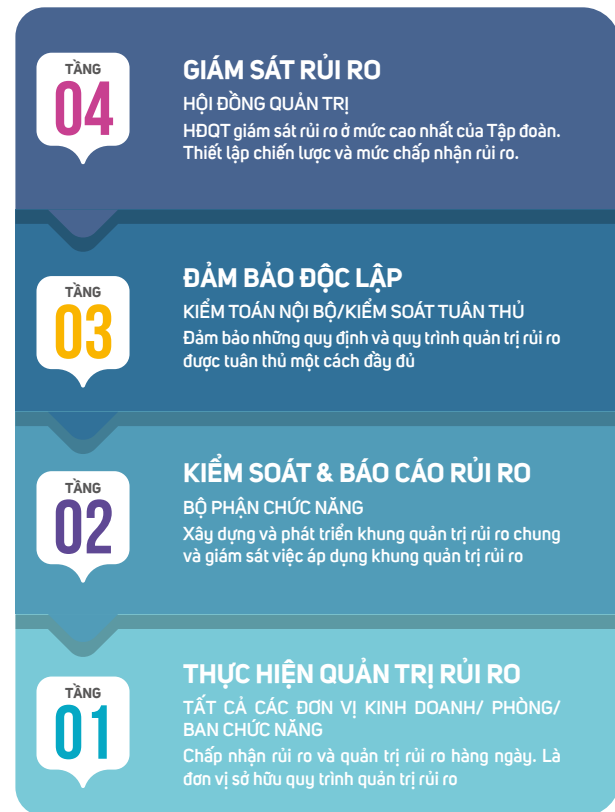 TẦNG
04
GIÁM SÁT RỦI RO
HỘI ĐỒNG QUẢN TRỊ
HĐQT giám sát rủi ro ở mức cao nhất của Tập đoàn.
Thiết lập chiến lược và mức chấp nhận rủi ro.
TẦNG
03
ĐẢM BẢO ĐỘC LẬP
KIỂM TOÁN NỘI BỘ/KIỂM SOÁT TUÂN THỦ
Đảm bảo những quy định và quy trình quản trị rủi ro
được tuân thủ một cách đầy đủ
TẦNG
02
KIỂM SOÁT & BÁO CÁO RỦI RO
BỘ PHẬN CHỨC NĂNG
Xây dựng và phát triển khung quản trị rủi ro chung
và giám sát việc áp dụng khung quản trị rủi ro
TẦNG
01
THỰC HIỆN QUẢN TRỊ RỦI RO
TẤT CẢ CÁC ĐƠN VỊ KINH DOANH/ PHÒNG/
BAN CHỨC NĂNG
Chấp nhận rủi ro và quản trị rủi ro hàng ngày. Là
đơn vị sở hữu quy trình quản trị rủi ro